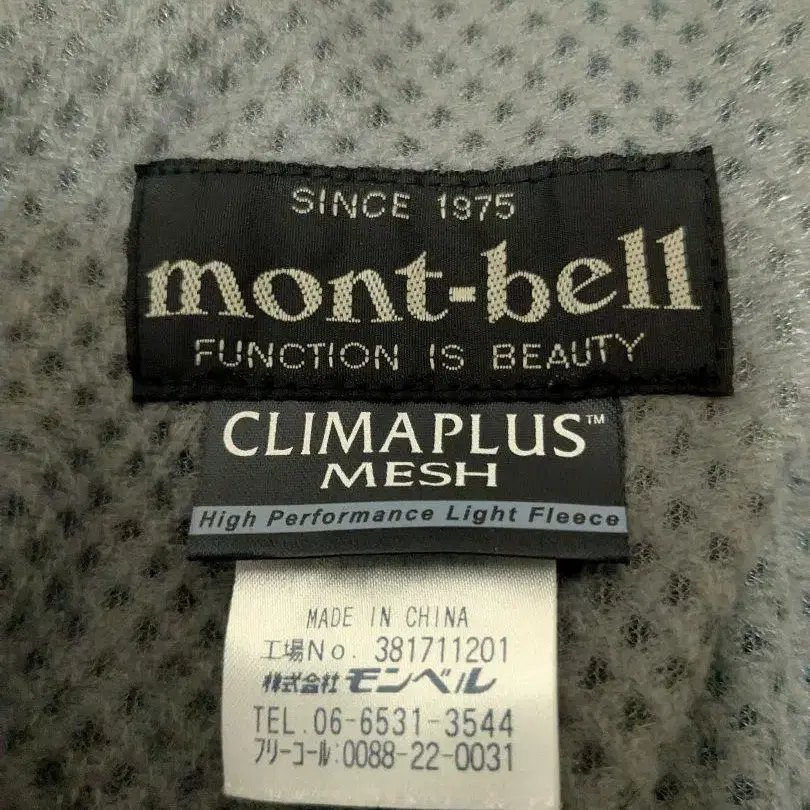 SINCE 1975
mont-bell
FUNCTION IS BEAUTY
CLIMAPLUS™
MESH
High Performance Light Fleece
MADE IN CHINA
工場No. 381711201
株式会社モンベル
TEL.06-6531-3544
フリーコール:0088-22-0031